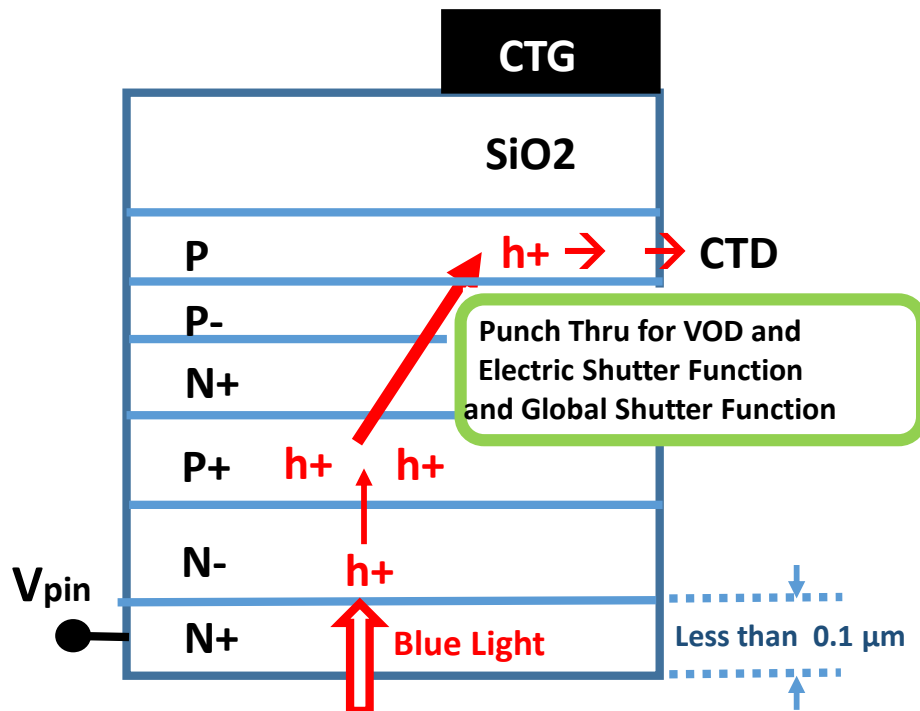 CTG
SiO2
P
h+
CTD
P-
Punch Thru for VOD and
Electric Shutter Function
and Global Shutter Function
N+
P+
h+
h+
N-
h+
Vpin
N+
Blue Light
Less than 0.1 μm